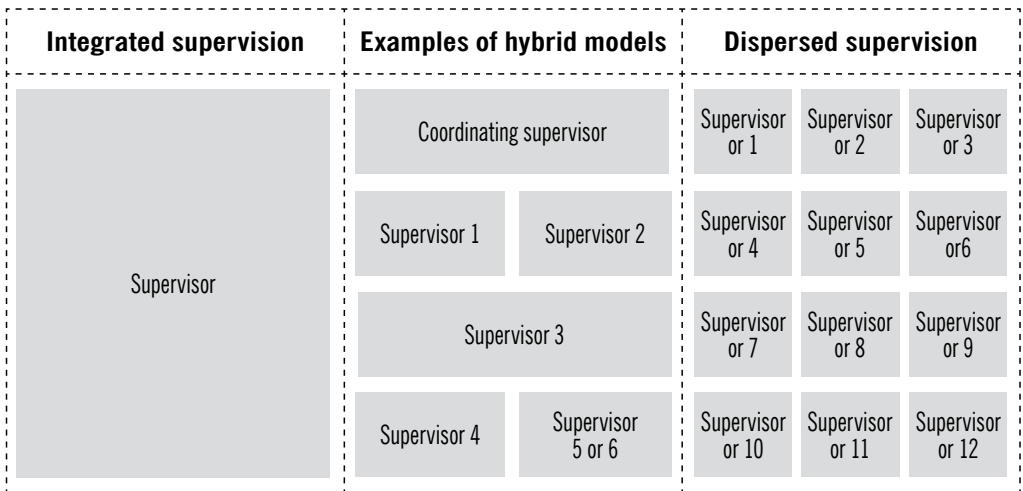 Integrated supervision
Examples of hybrid models
Dispersed supervision
Supervisor
Coordinating supervisor
Supervisor 1
Supervisor 2
Supervisor 3
Supervisor 4
Supervisor
5 or 6
Supervisor
or 1
Supervisor
or 2
Supervisor
or 3
Supervisor
or 4
Supervisor
or 5
Supervisor
or6
Supervisor
or 7
Supervisor
or 8
Supervisor
or 9
Supervisor
or 10
Supervisor
or 11
Supervisor
or 12